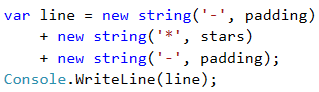 var line = new string('-', padding)
    + new string('*', stars)
    + new string('-', padding);
Console.WriteLine(line);